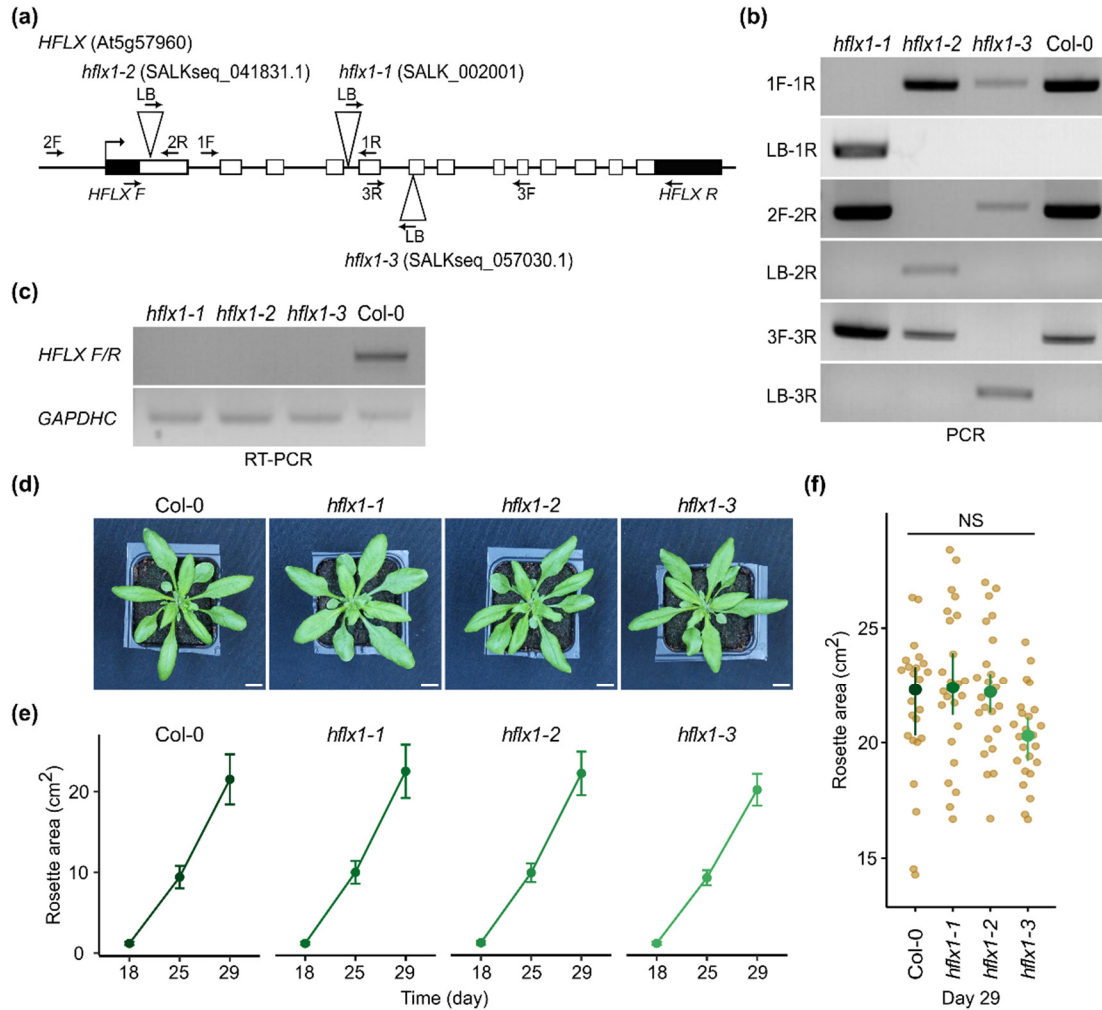 (a)
HFLX (At5g57960)
hflx1-2 (SALKseq_041831.1)
hflx1-1 (SALK_002001)
LB
LB
2F
2R
1F
1R
HFLX F
3R
3F
HFLX R
LB
hflx1-3 (SALKseq_057030.1)
(b)
hflx1-1 hflx1-2 hflx1-3 Col-0
1F-1R
LB-1R
2F-2R
LB-2R
3F-3R
LB-3R
PCR
(c)
hflx1-1 hflx1-2 hflx1-3 Col-0
HFLX F/R
GAPDHC
RT-PCR
(d)
Col-0 hflx1-1 hflx1-2 hflx1-3
(e)
Col-0 hflx1-1 hflx1-2 hflx1-3
Rosette area (cm2)
20
10
0
18 25 29 18 25 29 18 25 29 18 25 29
Time (day)
(f)
NS
Rosette area (cm2)
25
20
15
Col-0 hflx1-1 hflx1-2 hflx1-3
Day 29